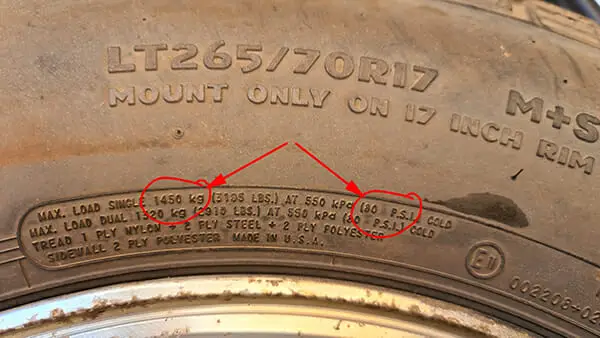 LT265/70R17
MOUNT ONLY ON 17 INCH RIM
M+S
MAX. LOAD SINGLE 1450 kg (3195 LBS.) AT 550 kPa (80 P.S.I.) COLD
MAX. LOAD DUAL 1320 kg (2910 LBS.) AT 550 kPa (80 P.S.I.) COLD
TREAD 1 PLY NYLON + 2 PLY STEEL + 2 PLY POLYESTER
SIDEWALL 2 PLY POLYESTER MADE IN U.S.A.
002208-02